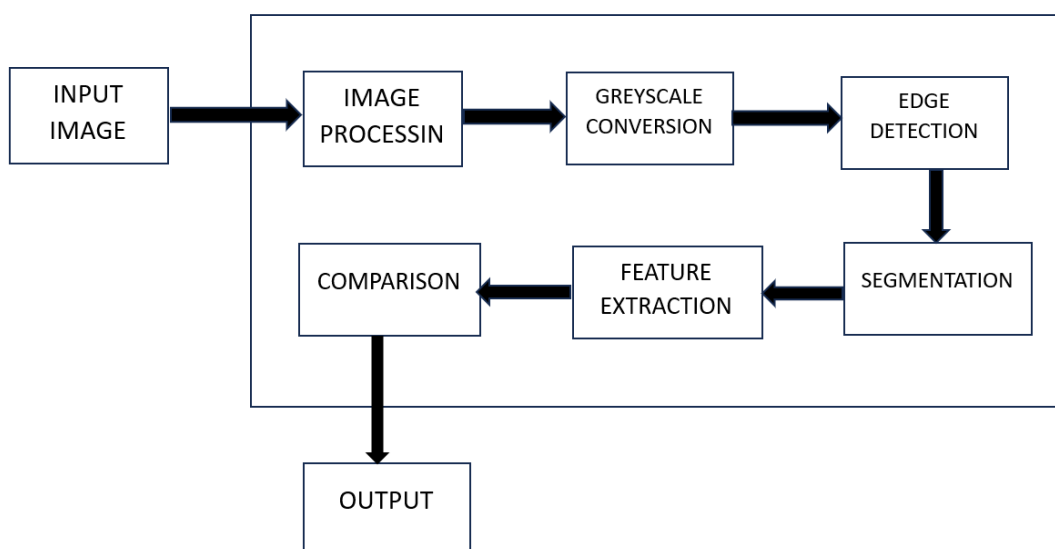 INPUT
IMAGE
IMAGE
PROCESSIN
GREYSCALE
CONVERSION
EDGE
DETECTION
SEGMENTATION
FEATURE
EXTRACTION
COMPARISON
OUTPUT